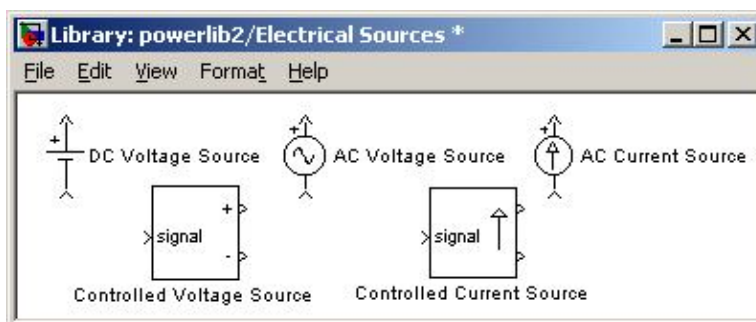 Library: powerlib2/Electrical Sources *
File Edit View Format Help
+ DC Voltage Source + AC Voltage Source + AC Current Source
signal + - signal
Controlled Voltage Source Controlled Current Source